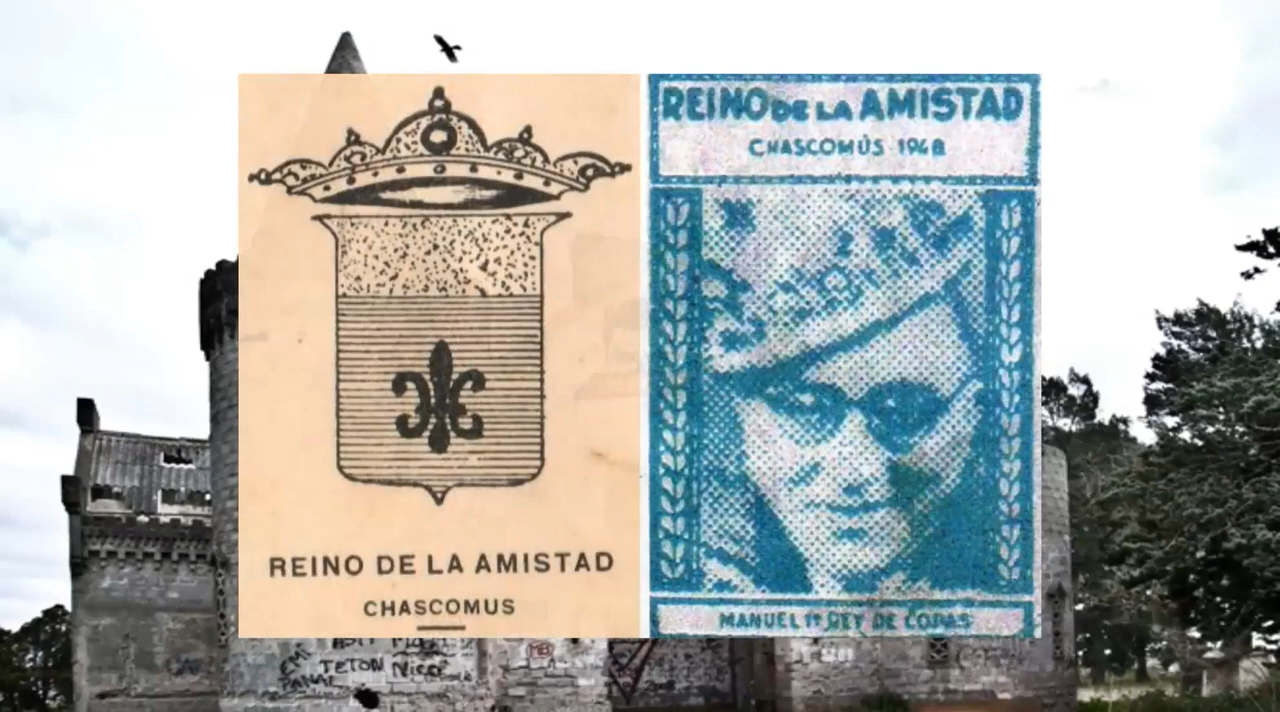 REINO DE LA AMISTAD
CHASCOMUS
REINO DE LA AMISTAD
CHASCOMÚS 1948
MANUEL 1º REY DE COPAS
TETON NICO